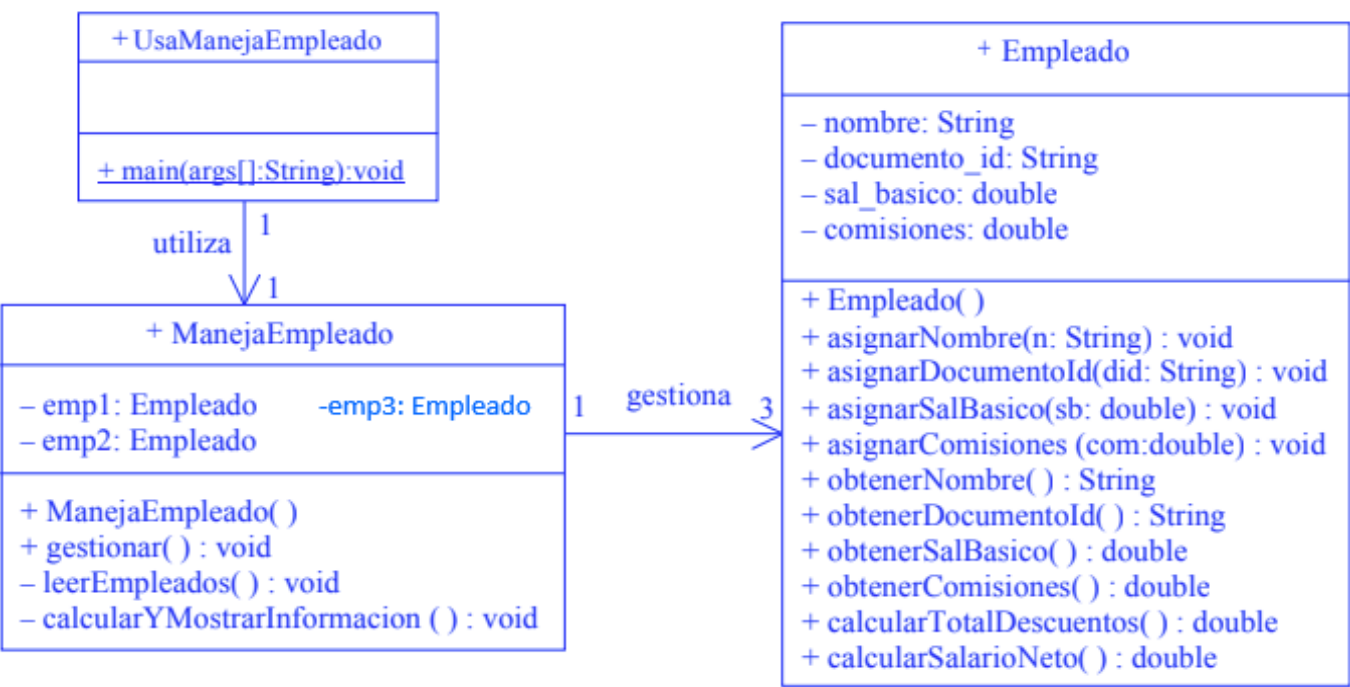 + UsaManejaEmpleado
+ main(args[]:String):void
utiliza
1
1
+ ManejaEmpleado
– emp1: Empleado -emp3: Empleado
– emp2: Empleado
+ ManejaEmpleado( )
+ gestionar( ) : void
– leerEmpleados( ) : void
– calcularYMostrarInformacion ( ) : void
1
gestiona
3
+ Empleado
– nombre: String
– documento_id: String
– sal_basico: double
– comisiones: double
+ Empleado( )
+ asignarNombre(n: String) : void
+ asignarDocumentoId(did: String) : void
+ asignarSalBasico(sb: double) : void
+ asignarComisiones (com:double) : void
+ obtenerNombre( ) : String
+ obtenerDocumentoId( ) : String
+ obtenerSalBasico( ) : double
+ obtenerComisiones( ) : double
+ calcularTotalDescuentos( ) : double
+ calcularSalarioNeto( ) : double